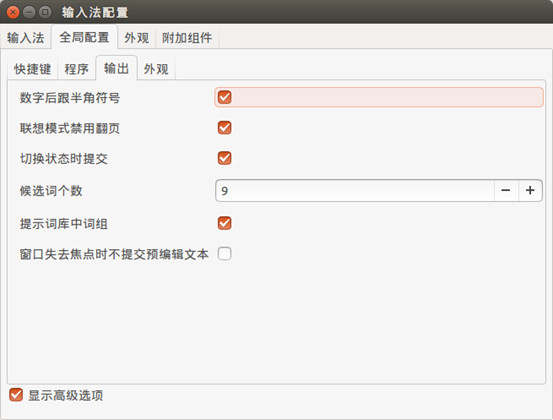 输入法配置
输入法 全局配置 外观 附加组件
快捷键 程序 输出 外观
数字后跟半角符号
联想模式禁用翻页
切换状态时提交
候选词个数 9
提示词库中词组
窗口失去焦点时不提交预编辑文本
显示高级选项